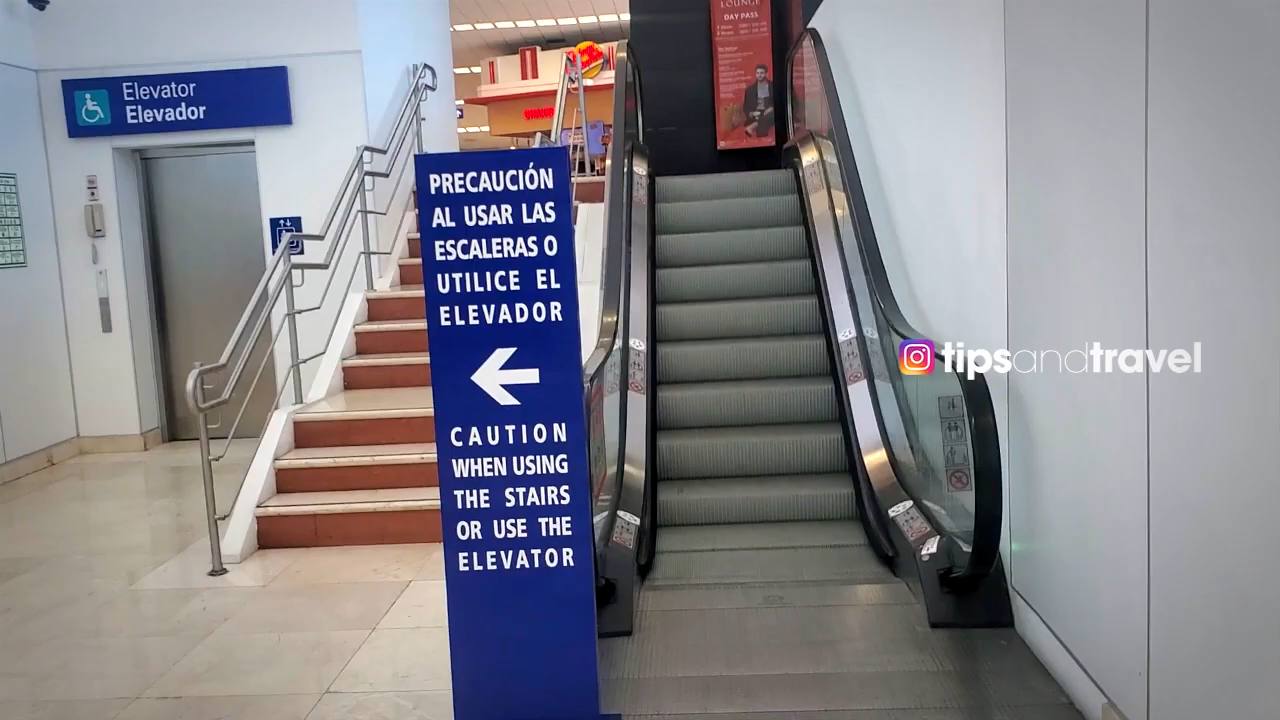 LOUNGE
DAY PASS
Elevator
Elevador
PRECAUCIÓN
AL USAR LAS
ESCALERAS O
UTILICE EL
ELEVADOR
CAUTION
WHEN USING
THE STAIRS
OR USE THE
ELEVATOR
tipsandtravel